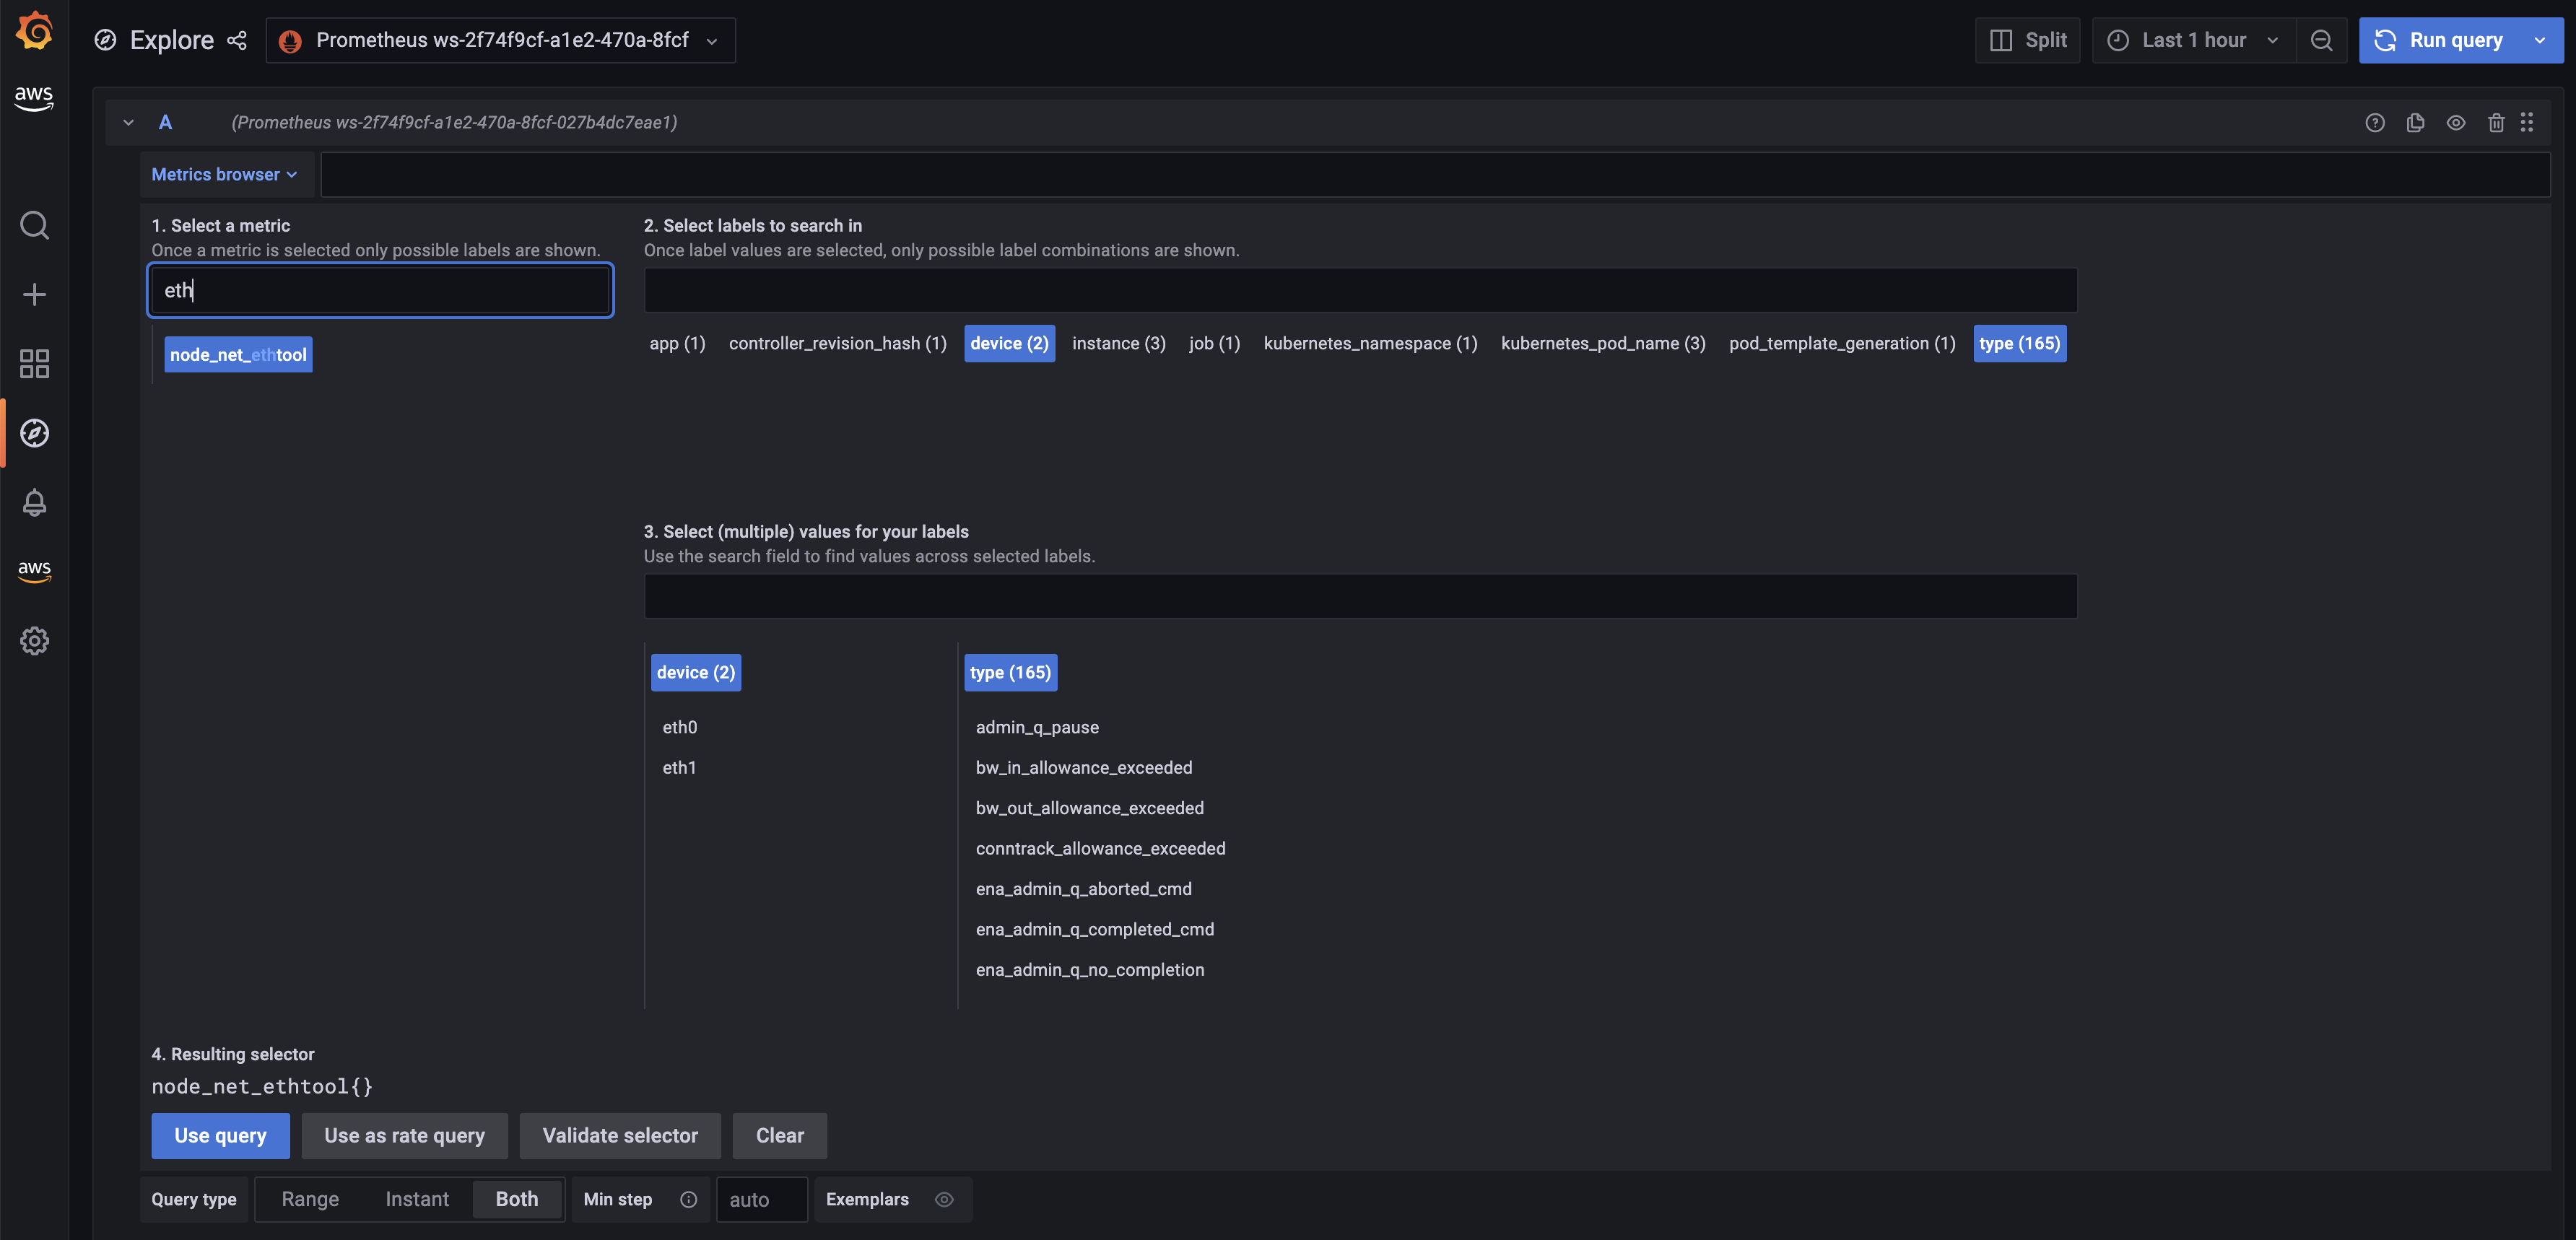 Explore
Prometheus ws-2f74f9cf-a1e2-470a-8fcf
Split
Last 1 hour
Run query
aws
A (Prometheus ws-2f74f9cf-a1e2-470a-8fcf-027b4dc7eae1)
Metrics browser
1. Select a metric
Once a metric is selected only possible labels are shown.
eth
node_net_ethtool
2. Select labels to search in
Once label values are selected, only possible label combinations are shown.
app (1) controller_revision_hash (1) device (2) instance (3) job (1) kubernetes_namespace (1) kubernetes_pod_name (3) pod_template_generation (1) type (165)
3. Select (multiple) values for your labels
Use the search field to find values across selected labels.
aws
device (2)
eth0
eth1
type (165)
admin_q_pause
bw_in_allowance_exceeded
bw_out_allowance_exceeded
conntrack_allowance_exceeded
ena_admin_q_aborted_cmd
ena_admin_q_completed_cmd
ena_admin_q_no_completion
4. Resulting selector
node_net_ethtool{}
Use query
Use as rate query
Validate selector
Clear
Query type Range Instant Both Min step auto Exemplars